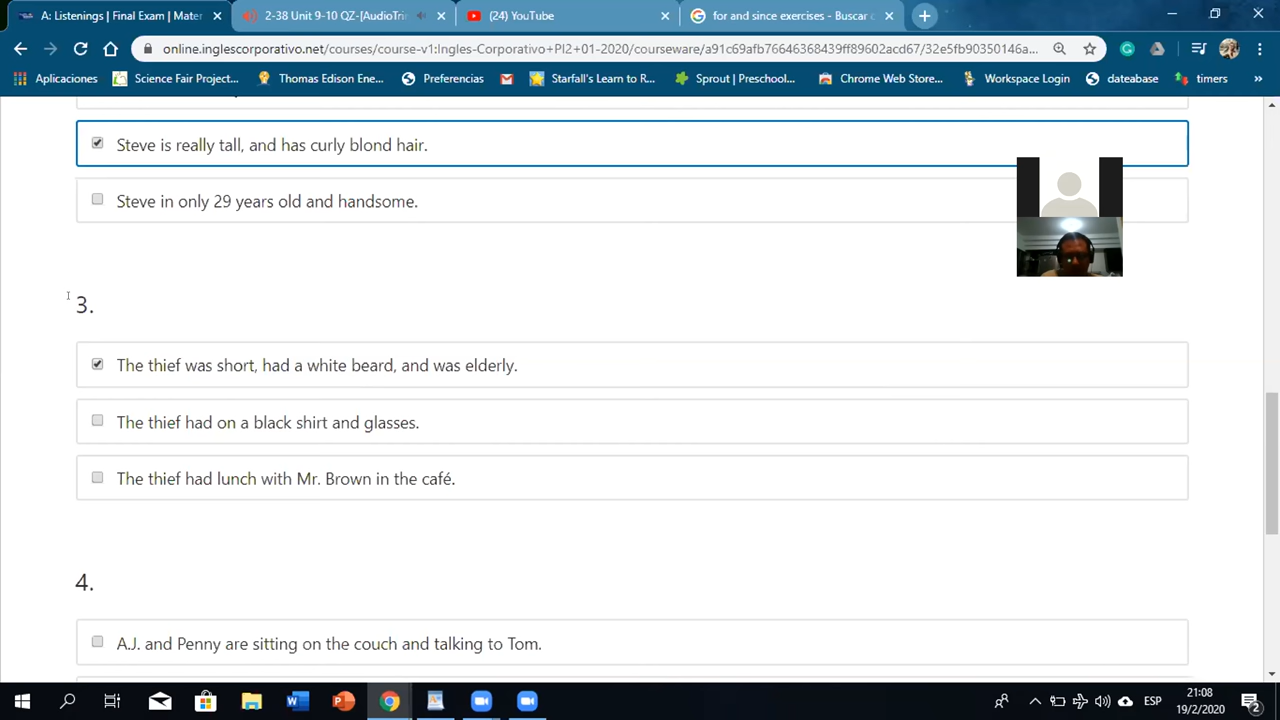 A: Listenings | Final Exam | Mater
2-38 Unit 9-10 QZ-[AudioTri
(24) YouTube
for and since exercises - Buscar c
online.inglescorporativo.net/courses/course-v1:Ingles-Corporativo+PI2+01-2020/courseware/a91c69afb76646368439ff89602acd67/32e5fb90350146a...
Aplicaciones
Science Fair Project...
Thomas Edison Ene...
Preferencias
Starfall's Learn to R...
Sprout | Preschool...
Chrome Web Store...
Workspace Login
dateabase
timers
»
Steve is really tall, and has curly blond hair.
Steve in only 29 years old and handsome.
3.
The thief was short, had a white beard, and was elderly.
The thief had on a black shirt and glasses.
The thief had lunch with Mr. Brown in the café.
4.
A.J. and Penny are sitting on the couch and talking to Tom.
ESP
21:08
19/2/2020
2